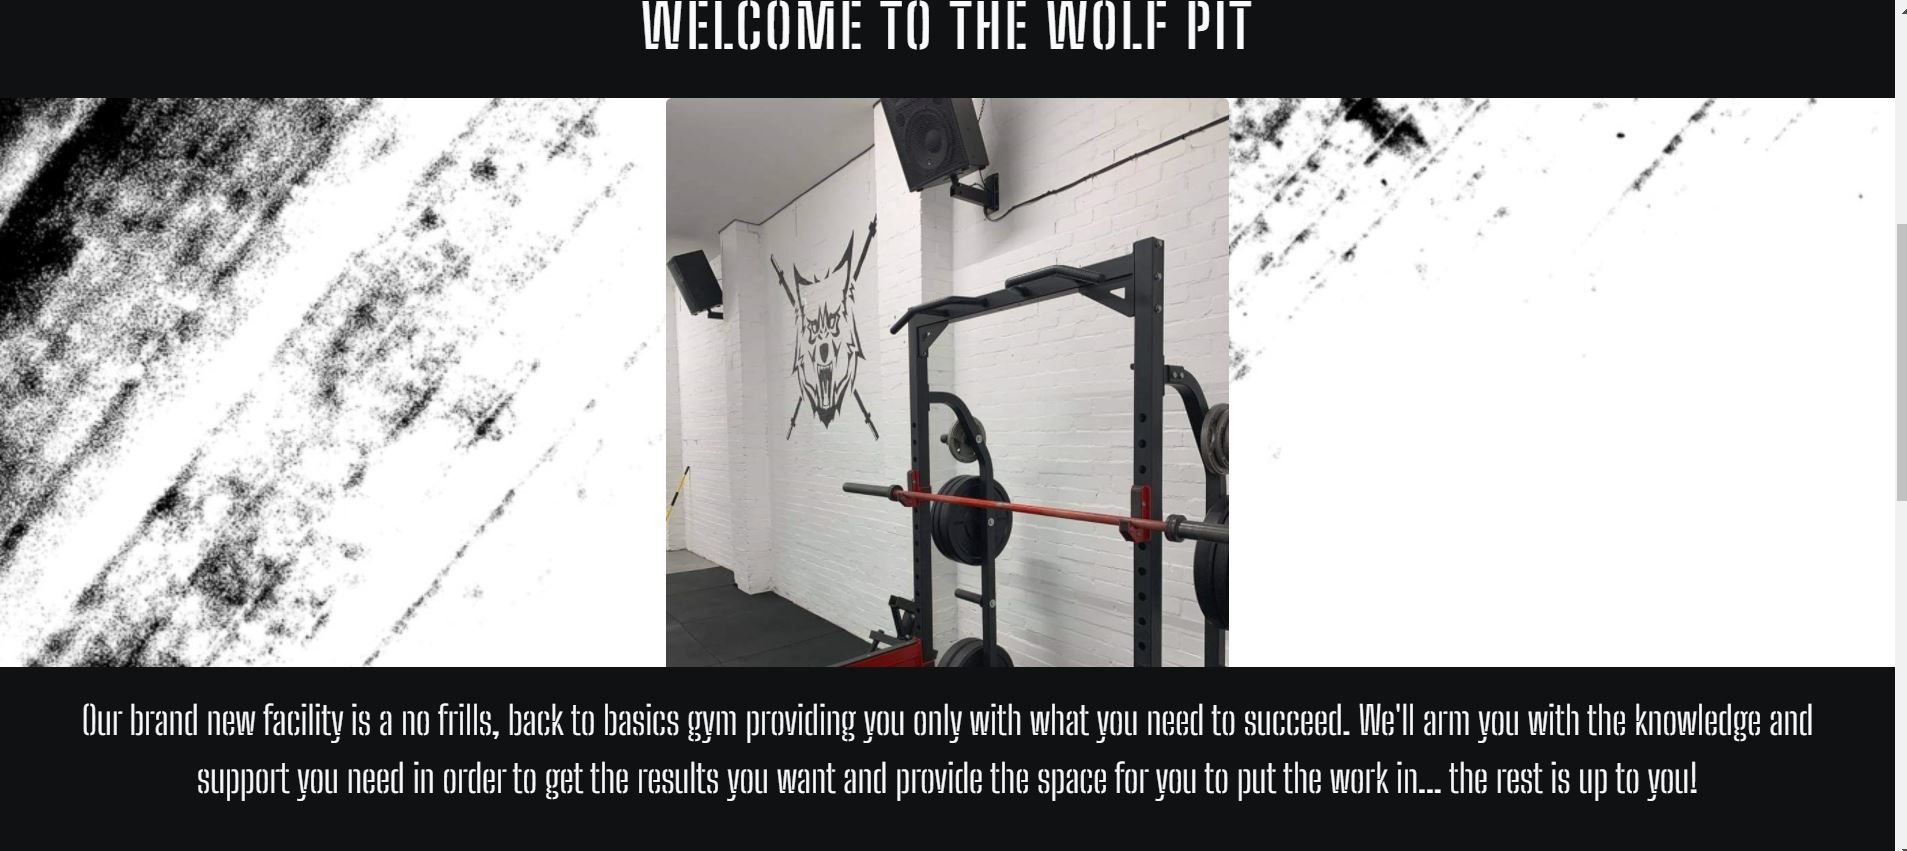 WELCOME TO THE WOLF PIT
Our brand new facility is a no frills, back to basics gym providing you only with what you need to succeed. We'll arm you with the knowledge and
support you need in order to get the results you want and provide the space for you to put the work in... the rest is up to you!